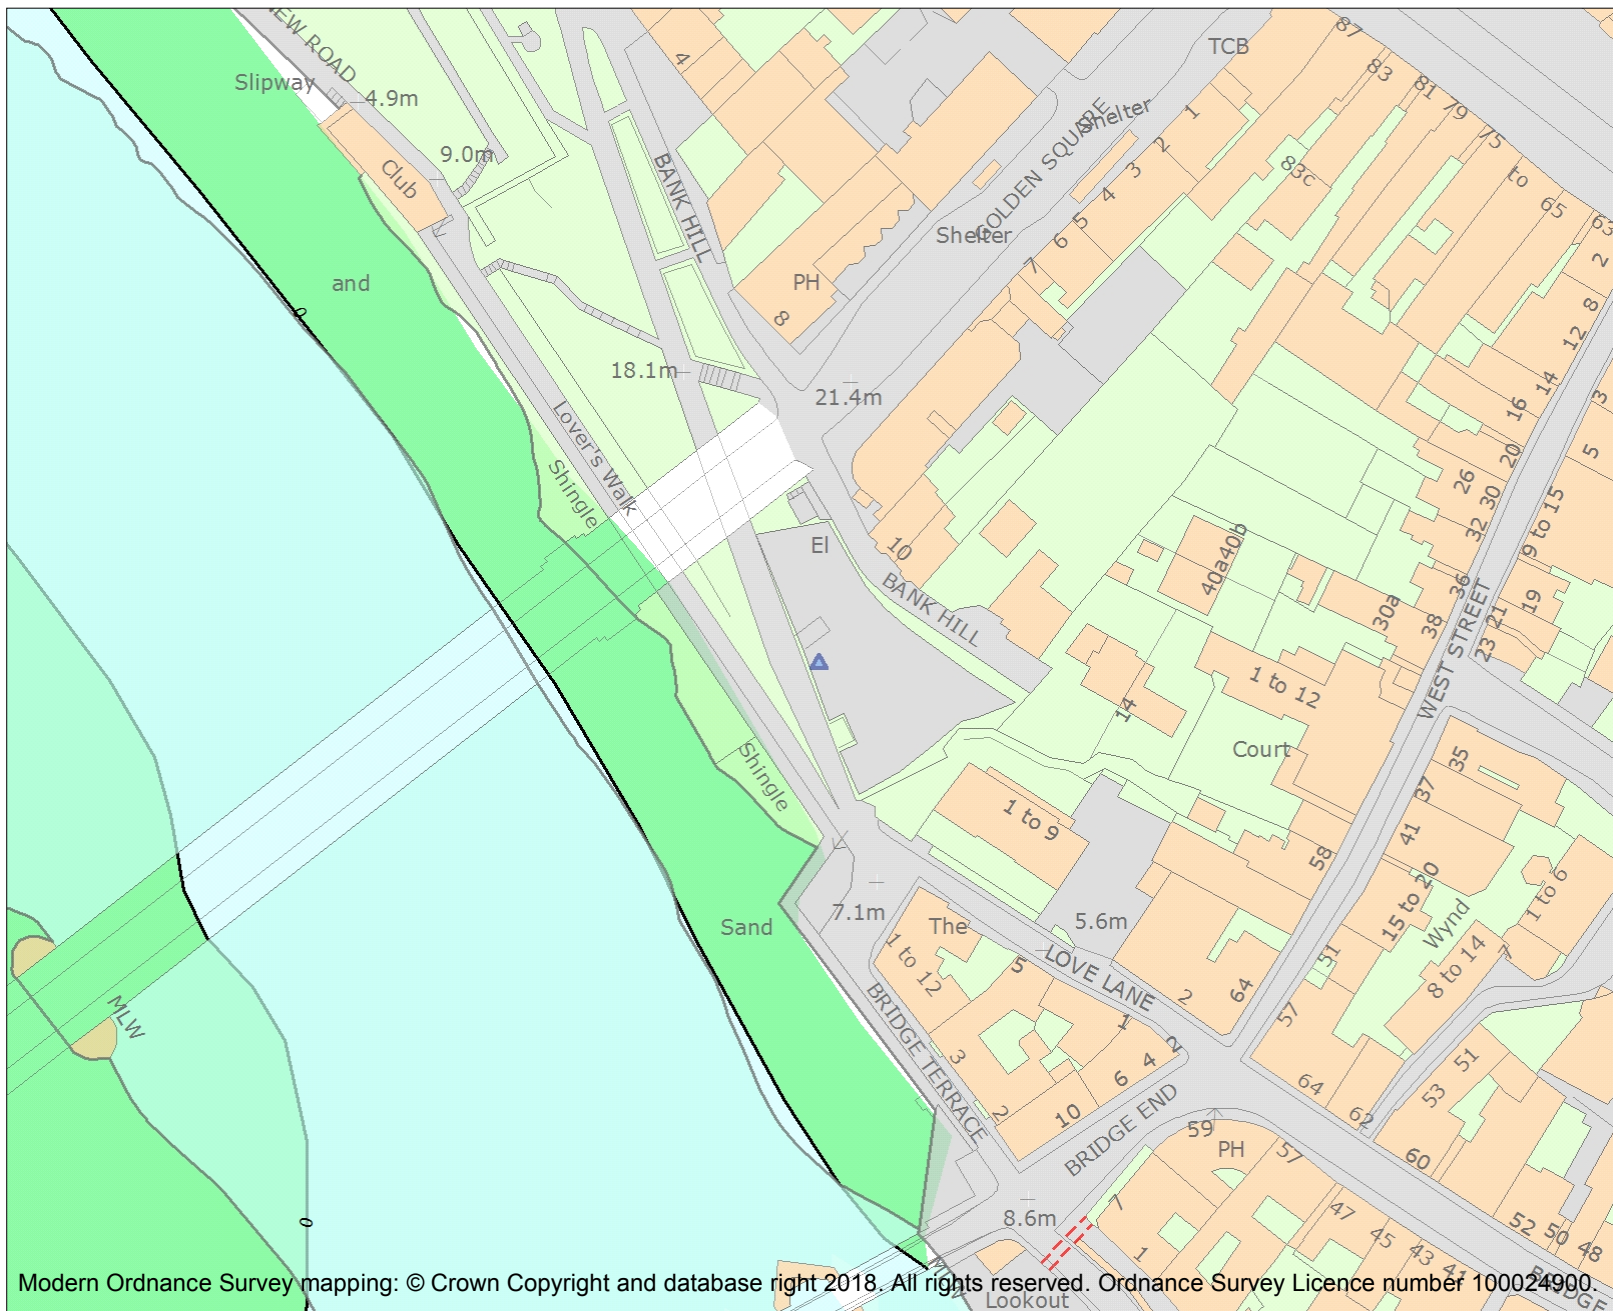 NEW ROAD
Slipway
4.9m
9.0m
Club
4
BANK HILL
and
0
18.1m
PH
8
21.4m
TCB
Shelter
GOLDEN SQUARE
Shelter
1
2
3
4
5
6
7
87
83
81
79
75
to
65
63
83c
2
8
12
14
16
20
26
30
32
36
38
3
5
9 to 15
19
21
23
Lover's Walk
Shingle
El
10
BANK HILL
40a40b
30a
1 to 12
14
Court
WEST STREET
Shingle
1 to 9
58
35
37
41
15 to 20
Wynd
1 to 6
8 to 14
7
51
57
Sand
7.1m
The
1 to 12
5
5.6m
LOVE LANE
2
64
MLW
BRIDGE TERRACE
3
2
1
2
4
6
10
BRIDGE END
64
62
60
53
51
59
PH
57
8.6m
7
1
47
45
43
41
52
50
48
0
MLW
Lookout
BRIDGE
Modern Ordnance Survey mapping: © Crown Copyright and database right 2018. All rights reserved. Ordnance Survey Licence number 100024900.